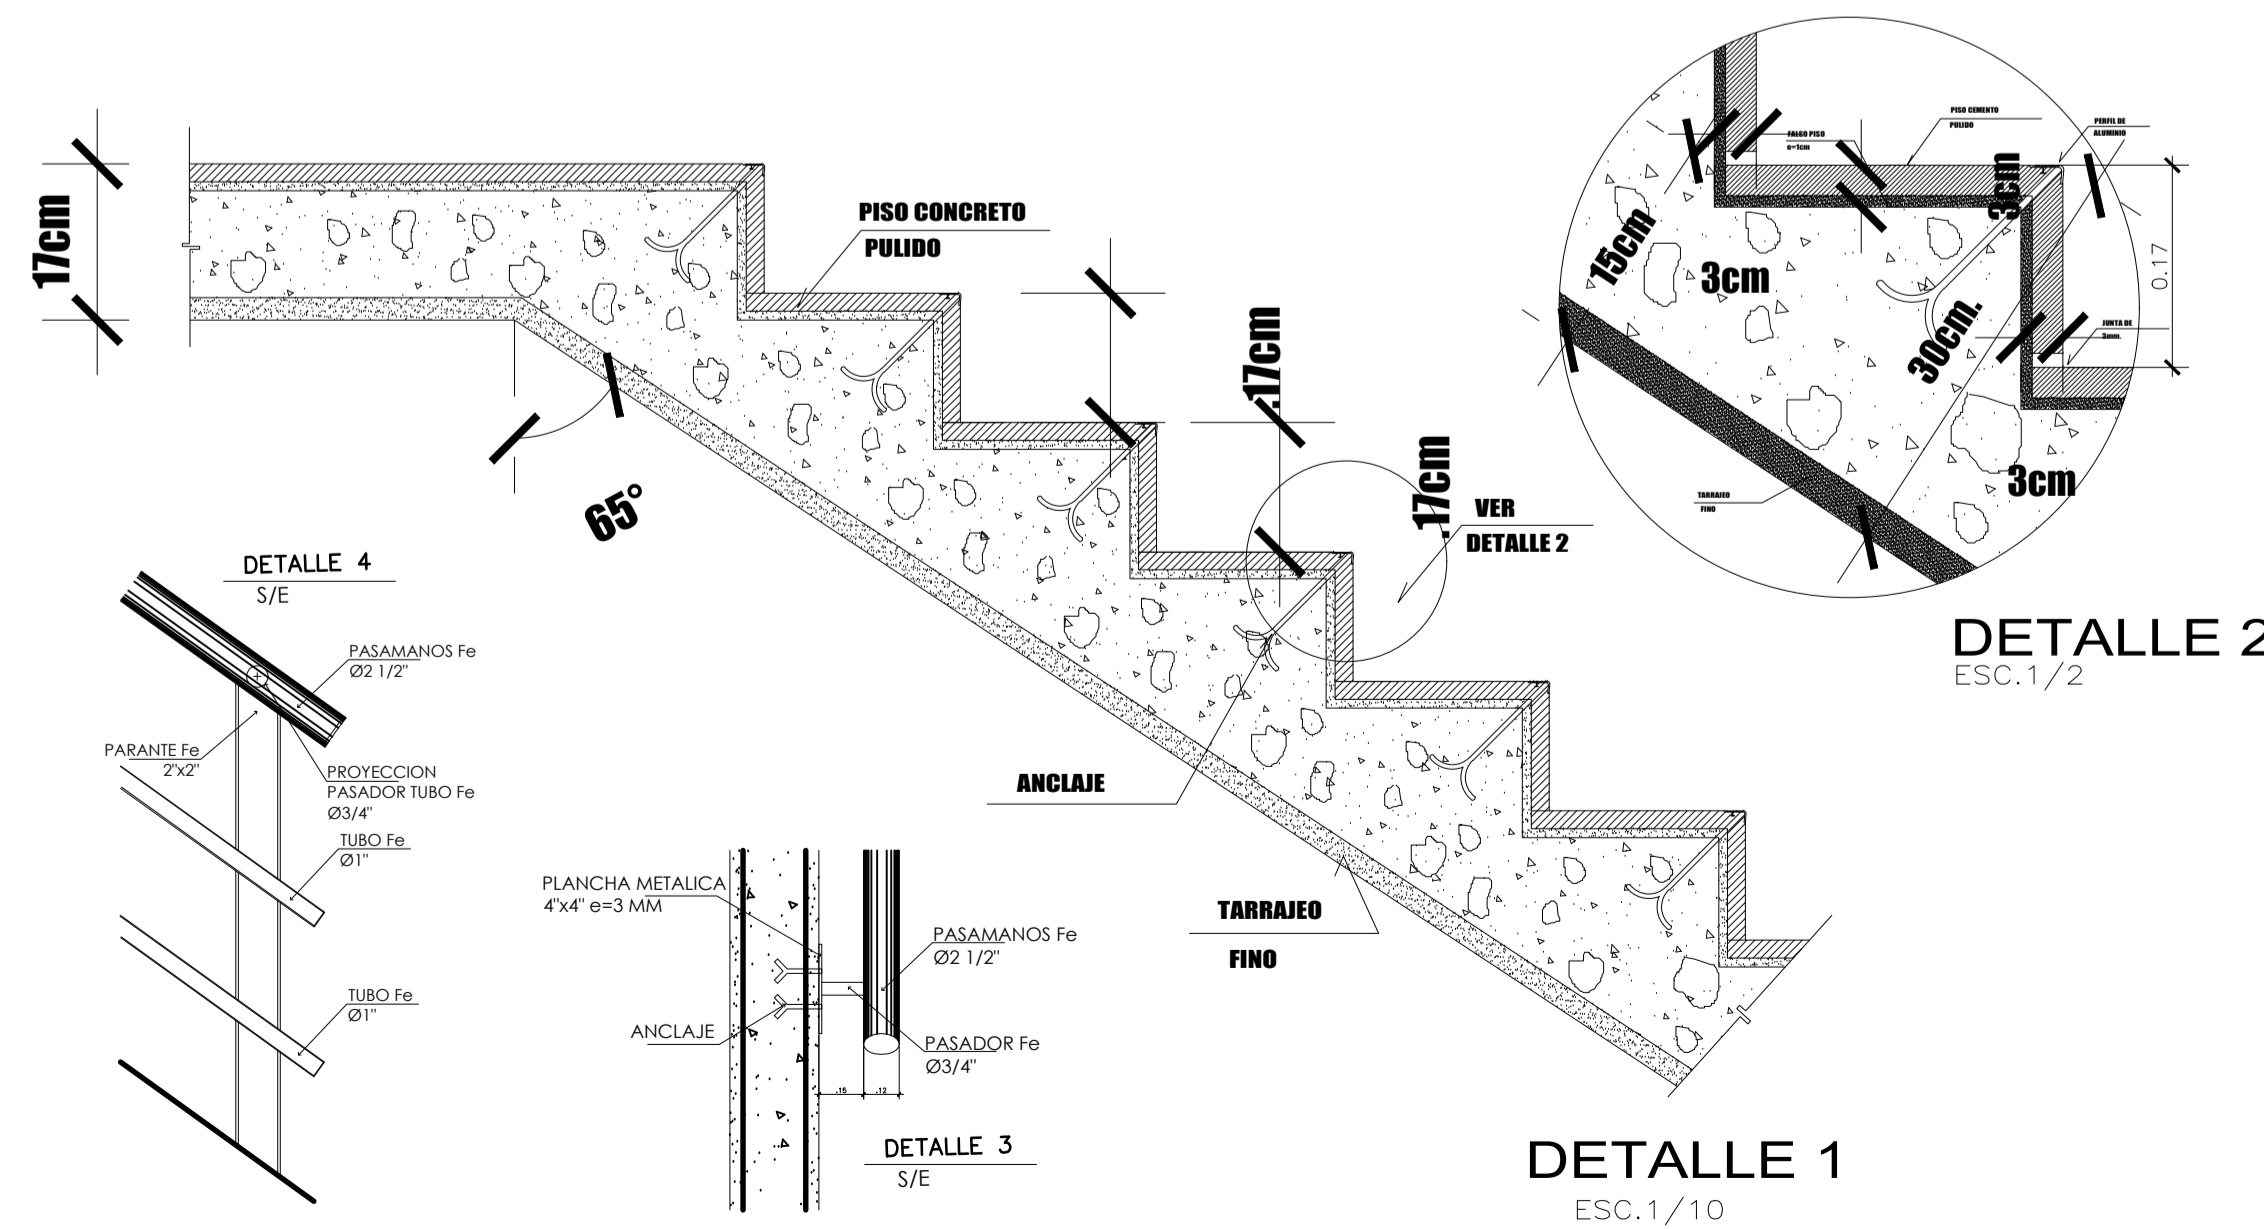 17cm
PISO CONCRETO
PULIDO
.17cm
.17cm
VER
DETALLE 2
65°
ANCLAJE
TARRAJEO
FINO
DETALLE 1
ESC.1/10
PISO CEMENTO
PULIDO
PERFIL DE
ALUMINIO
FALSO PISO
e=1cm
3cm
15cm
3cm
0.17
30cm.
JUNTA DE
3mm.
3cm
TARRAJEO
FINO
DETALLE 2
ESC.1/2
DETALLE 4
S/E
PASAMANOS Fe
Ø2 1/2"
PARANTE Fe
2"x2"
PROYECCION
PASADOR TUBO Fe
Ø3/4"
TUBO Fe
Ø1"
TUBO Fe
Ø1"
PLANCHA METALICA
4"x4" e=3 MM
PASAMANOS Fe
Ø2 1/2"
ANCLAJE
PASADOR Fe
Ø3/4"
.15 .12
DETALLE 3
S/E